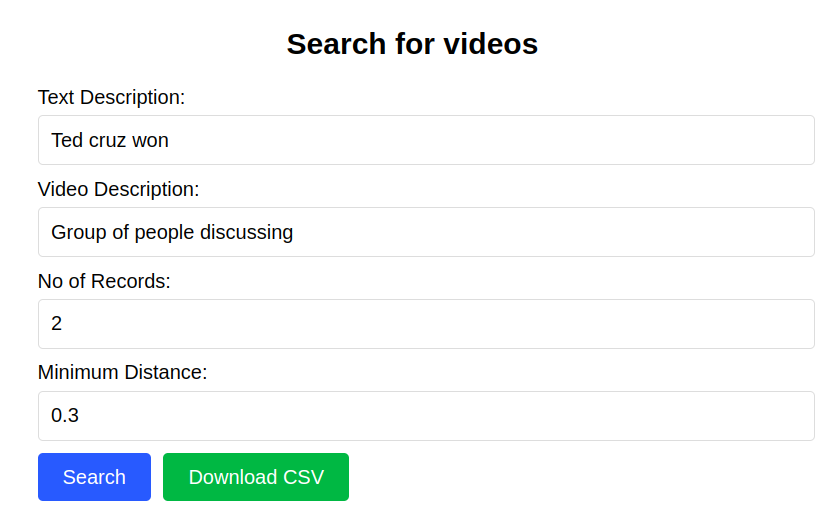 Search for videos
Text Description:
Ted cruz won
Video Description:
Group of people discussing
No of Records:
2
Minimum Distance:
0.3
Search Download CSV